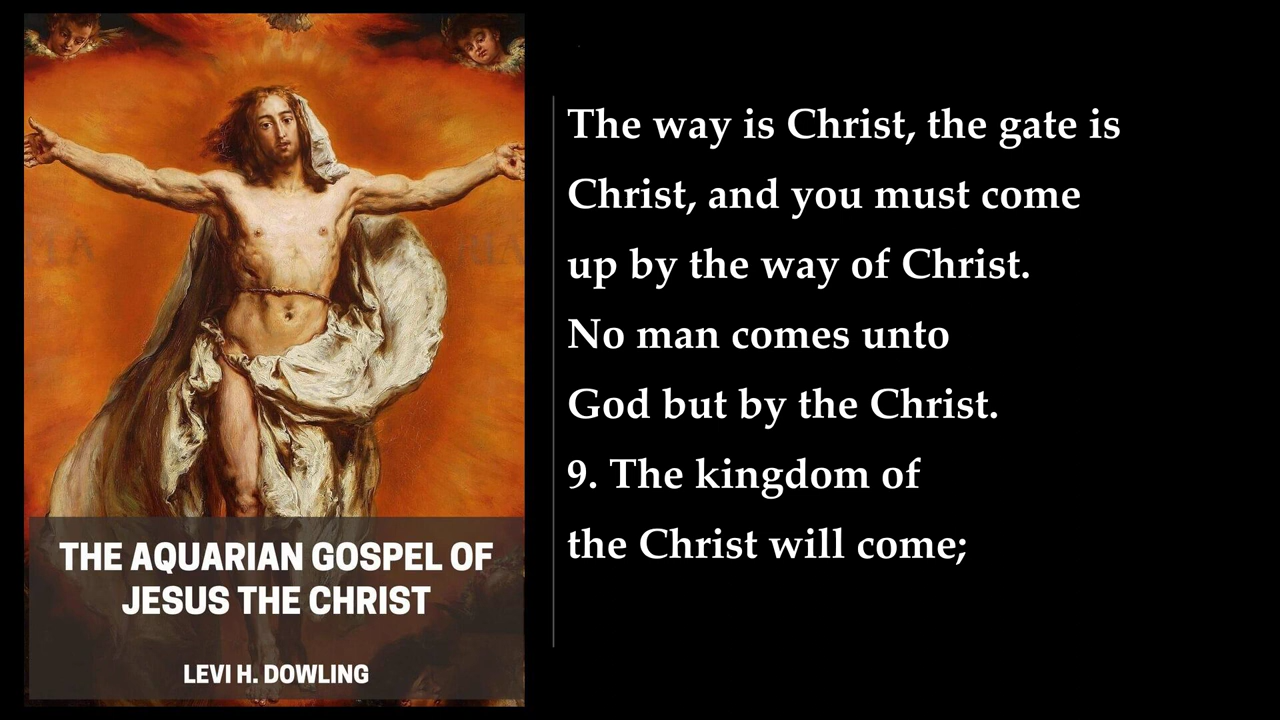 The way is Christ, the gate is
Christ, and you must come
up by the way of Christ.
No man comes unto
God but by the Christ.
9. The kingdom of
the Christ will come;
THE AQUARIAN GOSPEL OF
JESUS THE CHRIST
LEVI H. DOWLING